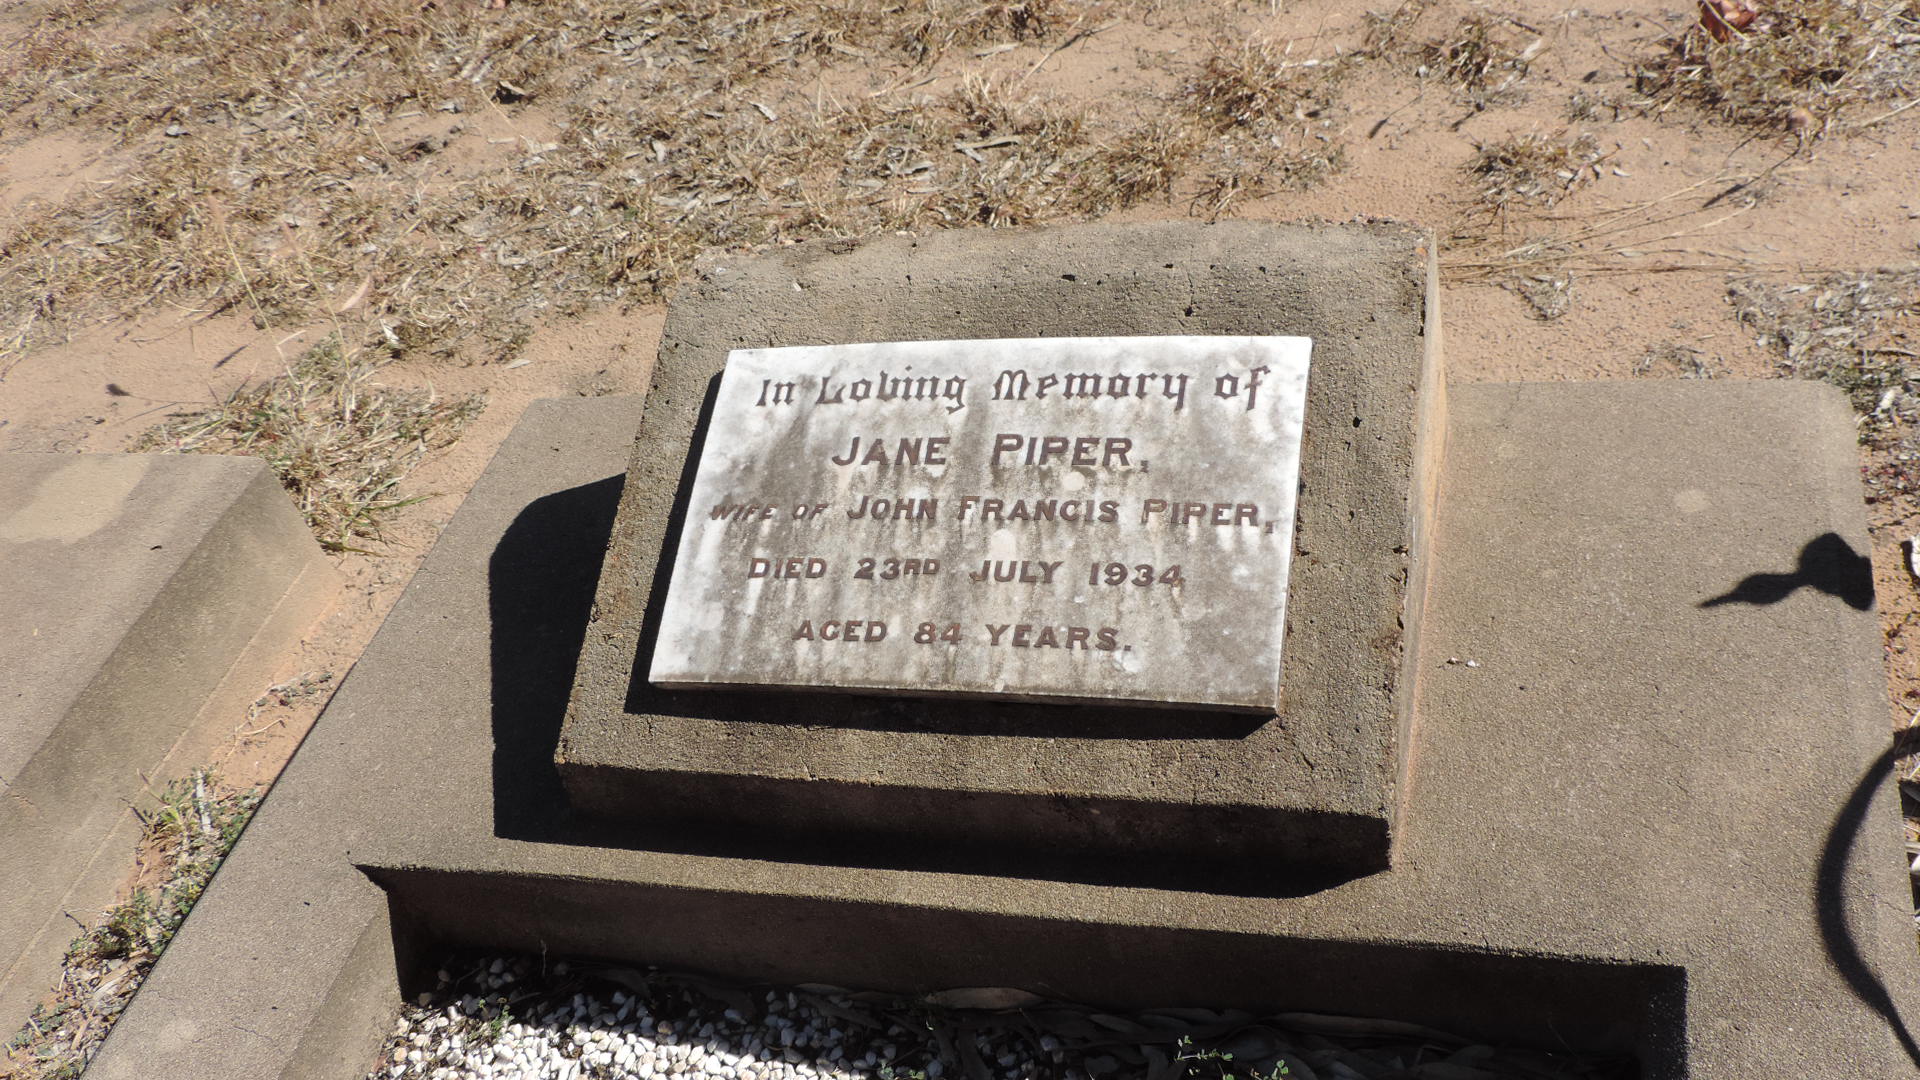 In Loving Memory of
JANE PIPER,
WIFE OF JOHN FRANCIS PIPER,
DIED 23RD JULY 1934
AGED 84 YEARS.